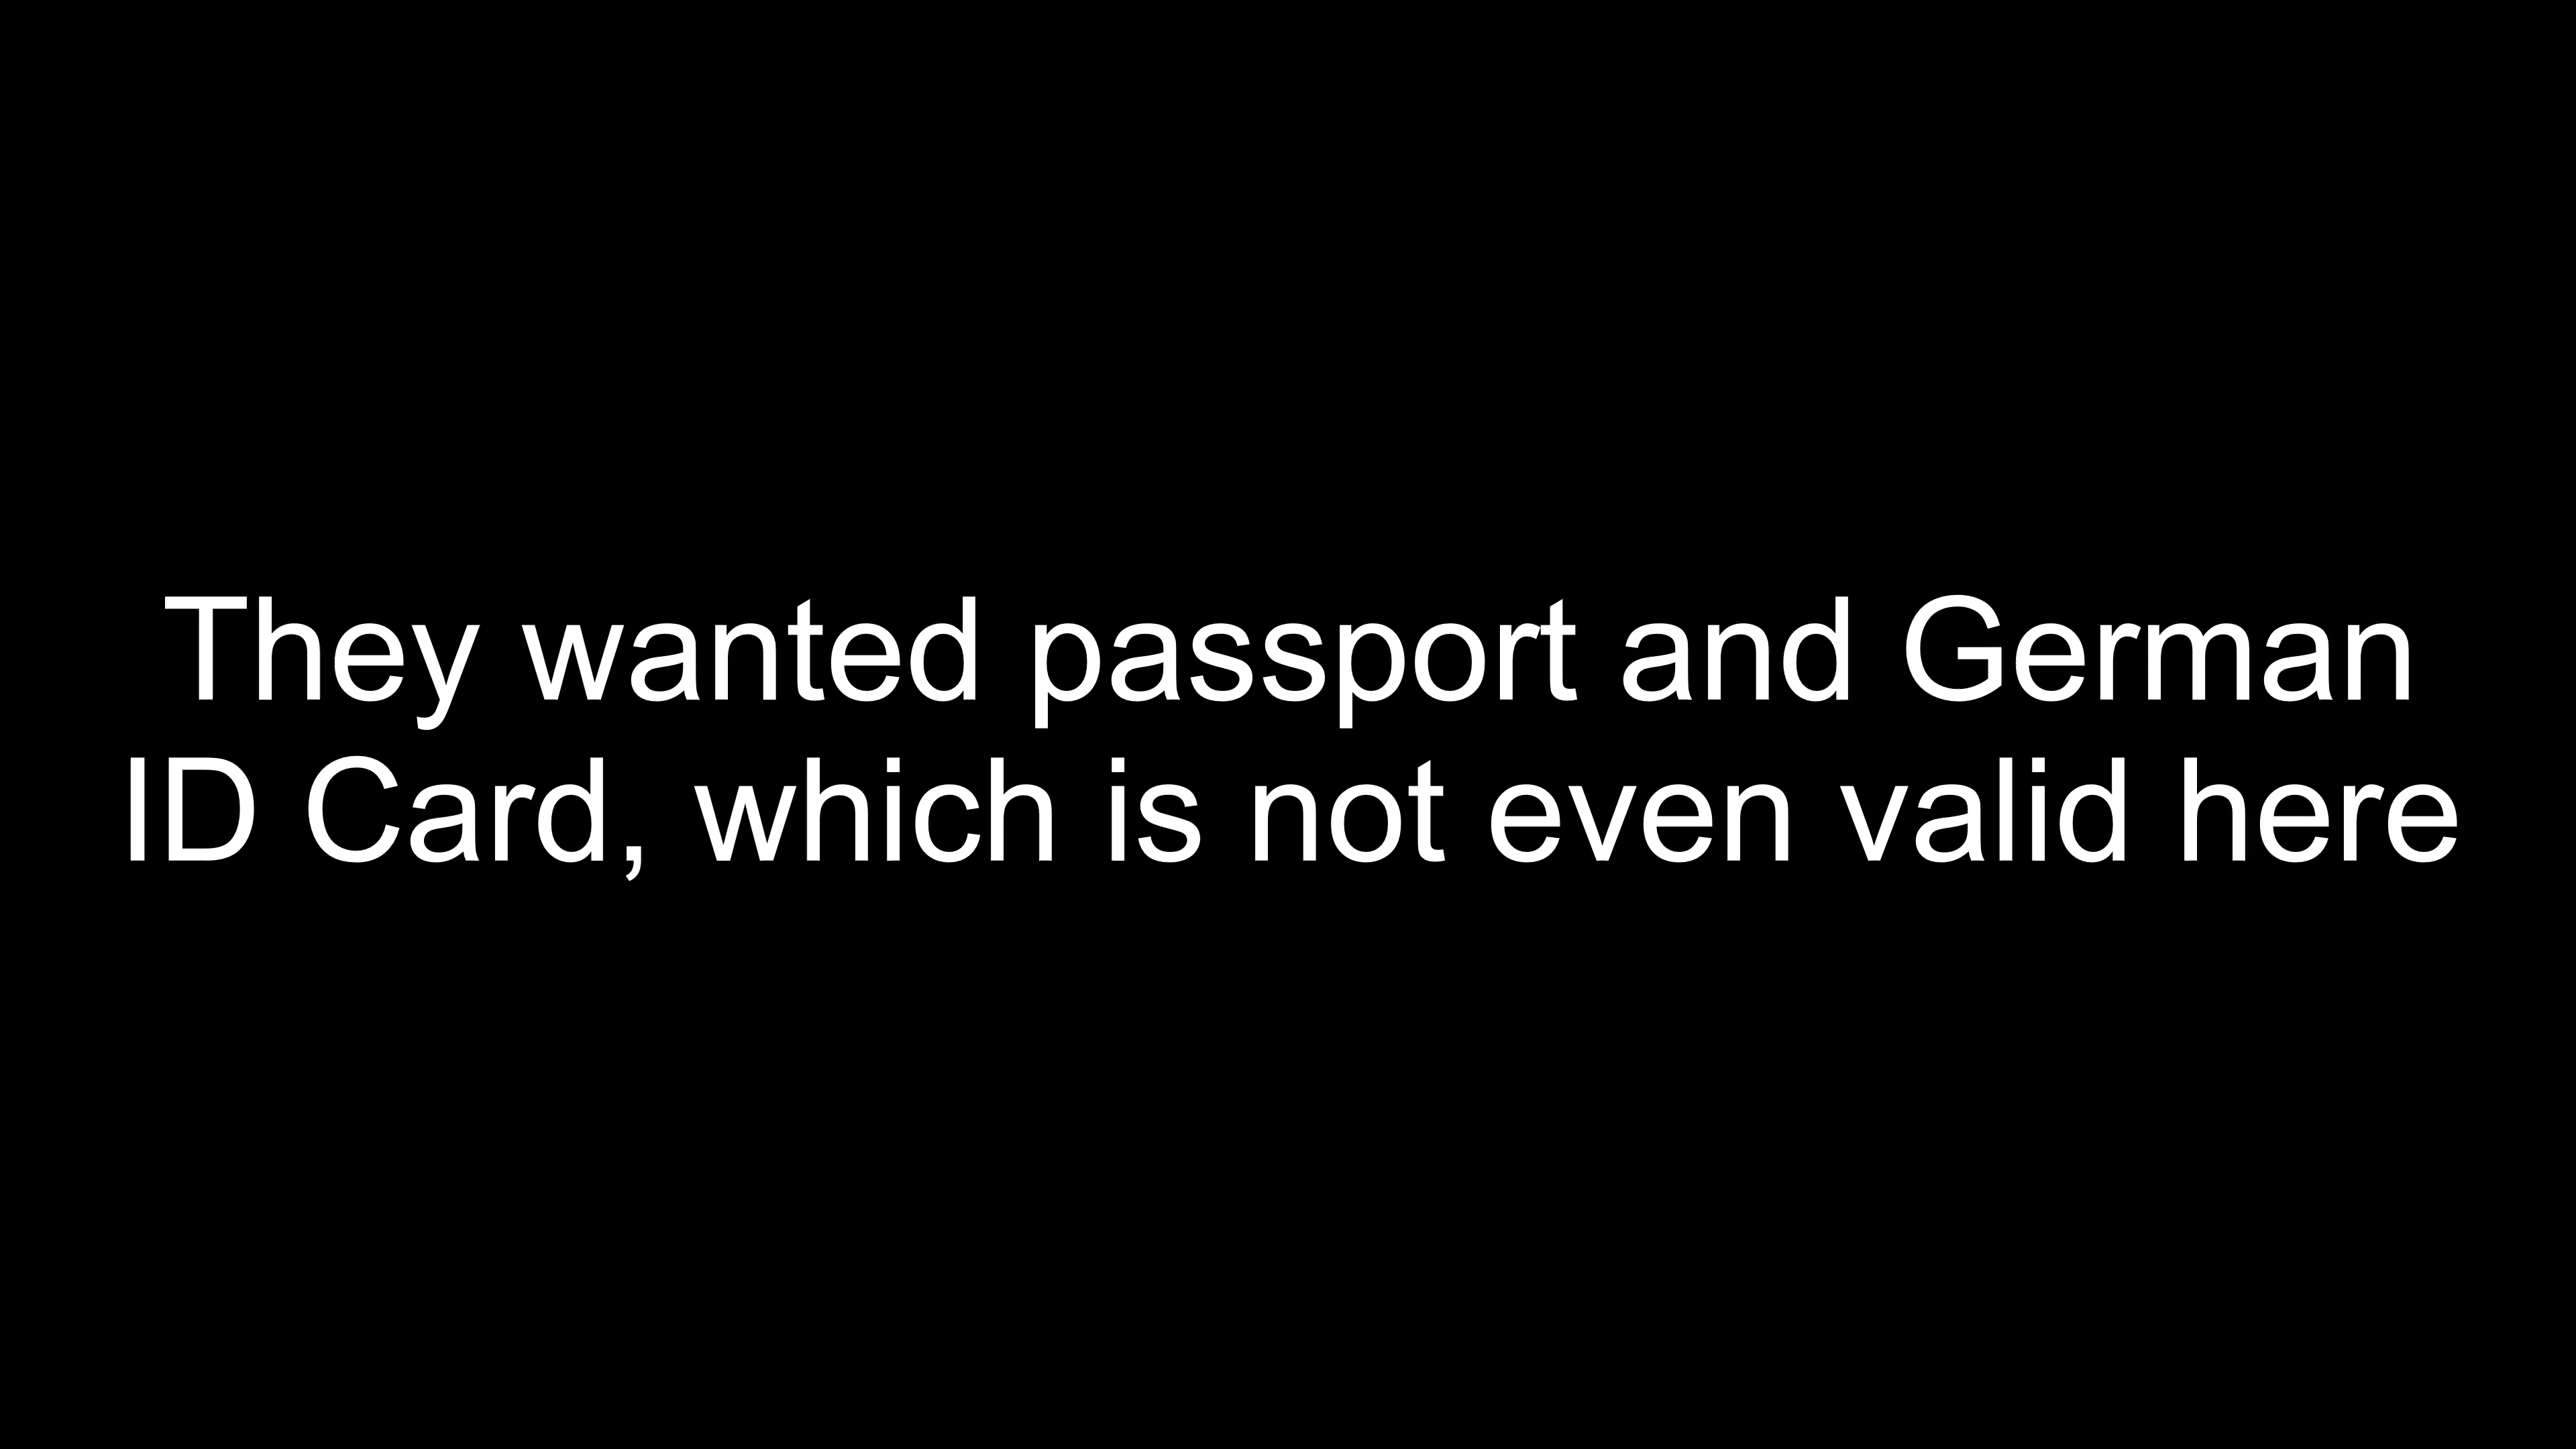 They wanted passport and German
ID Card, which is not even valid here